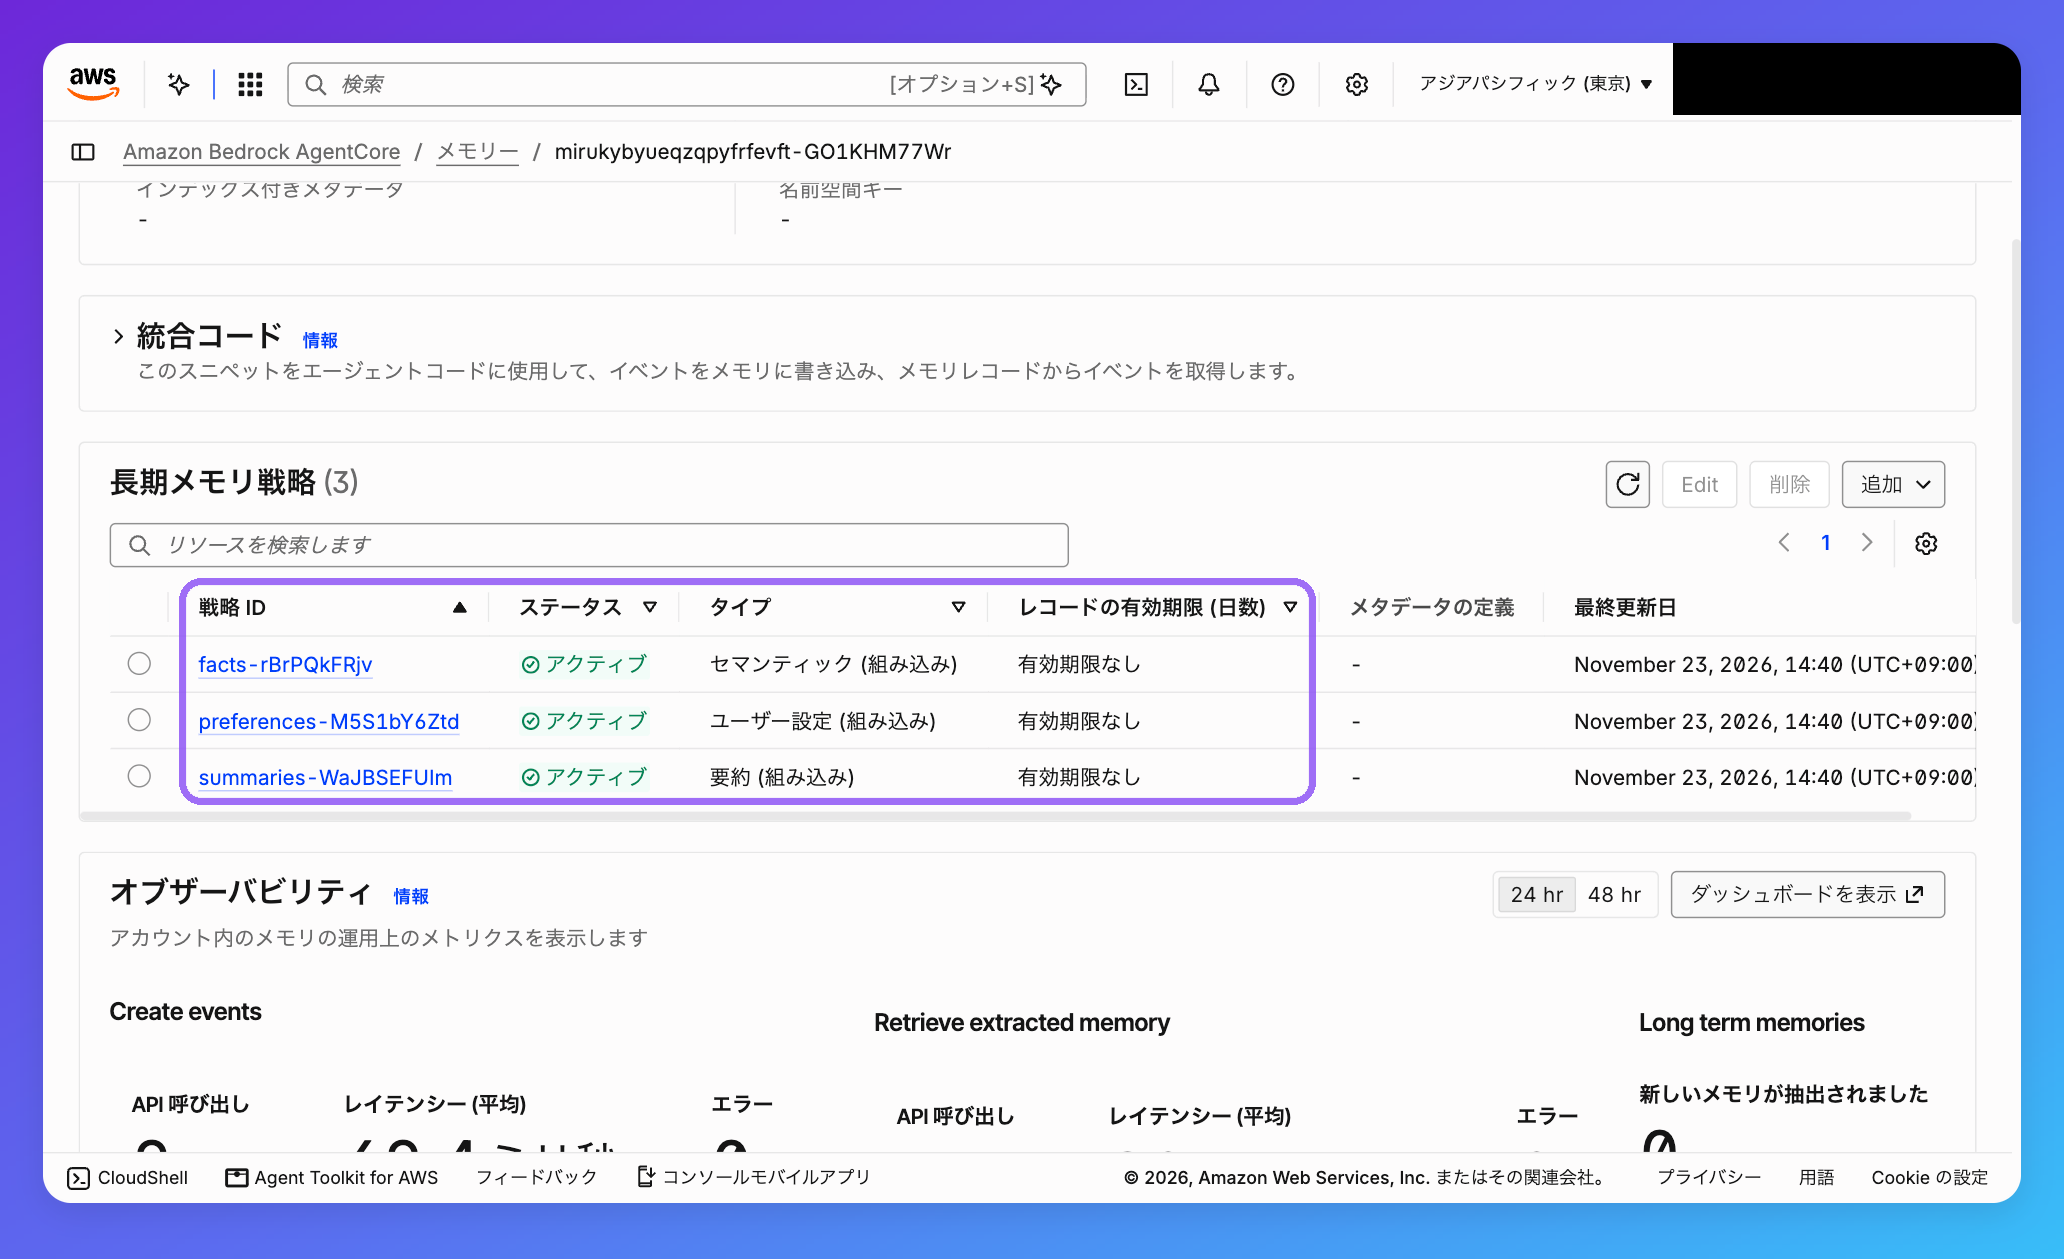 aws
検索 [オプション+S]
アジアパシフィック (東京) ▼
Amazon Bedrock AgentCore / メモリー / mirukybyueqzqpyfrfevft-GO1KHM77Wr
インデックス付きメタデータ 名前空間キー
- -
統合コード 情報
このスニペットをエージェントコードに使用して、イベントをメモリに書き込み、メモリレコードからイベントを取得します。
長期メモリ戦略 (3) Edit 削除 追加
リソースを検索します 1
戦略 ID ステータス タイプ レコードの有効期限 (日数) メタデータの定義 最終更新日
facts-rBrPQkFRjv アクティブ セマンティック (組み込み) 有効期限なし - November 23, 2026, 14:40 (UTC+09:00)
preferences-M5S1bY6Ztd アクティブ ユーザー設定 (組み込み) 有効期限なし - November 23, 2026, 14:40 (UTC+09:00)
summaries-WaJBSEFUIm アクティブ 要約 (組み込み) 有効期限なし - November 23, 2026, 14:40 (UTC+09:00)
オブザーバビリティ 情報 24 hr 48 hr ダッシュボードを表示
アカウント内のメモリの運用上のメトリクスを表示します
Create events
Retrieve extracted memory
Long term memories
API 呼び出し レイテンシー (平均) エラー
API 呼び出し レイテンシー (平均) エラー
新しいメモリが抽出されました
CloudShell Agent Toolkit for AWS フィードバック コンソールモバイルアプリ © 2026, Amazon Web Services, Inc. またはその関連会社。 プライバシー 用語 Cookie の設定